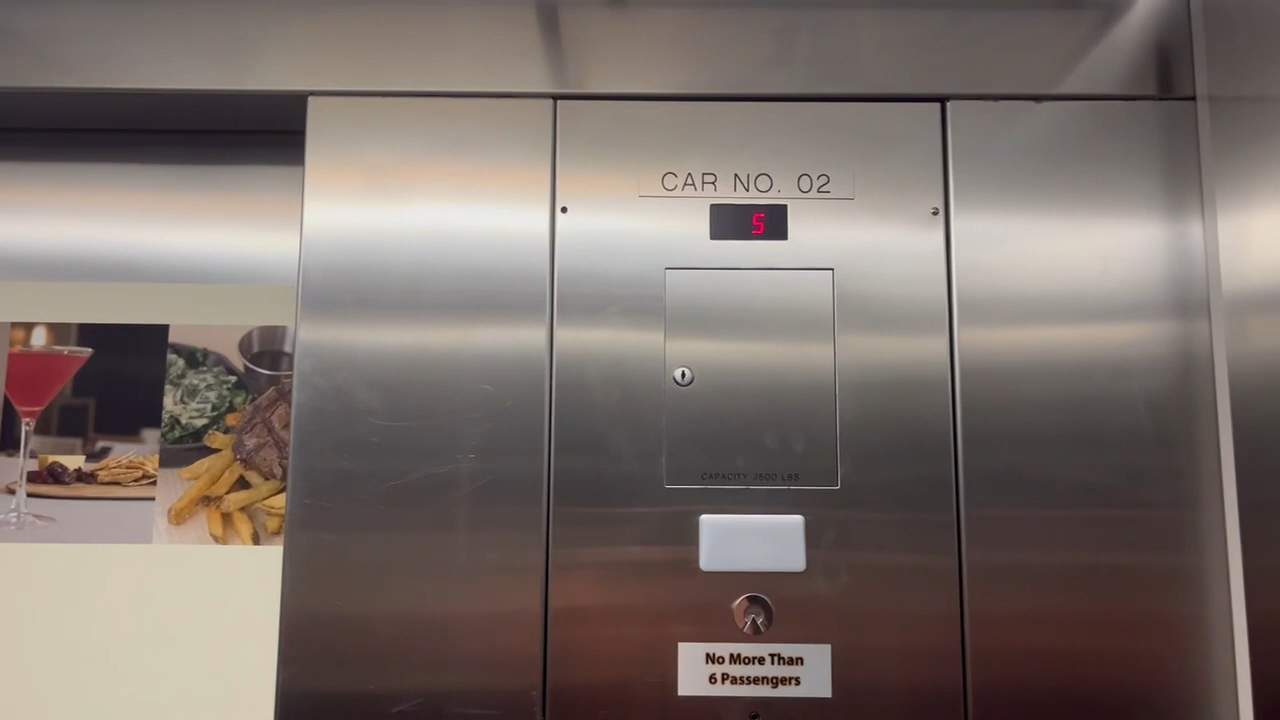 CAR NO. 02
5
CAPACITY 3500 LBS
No More Than
6 Passengers